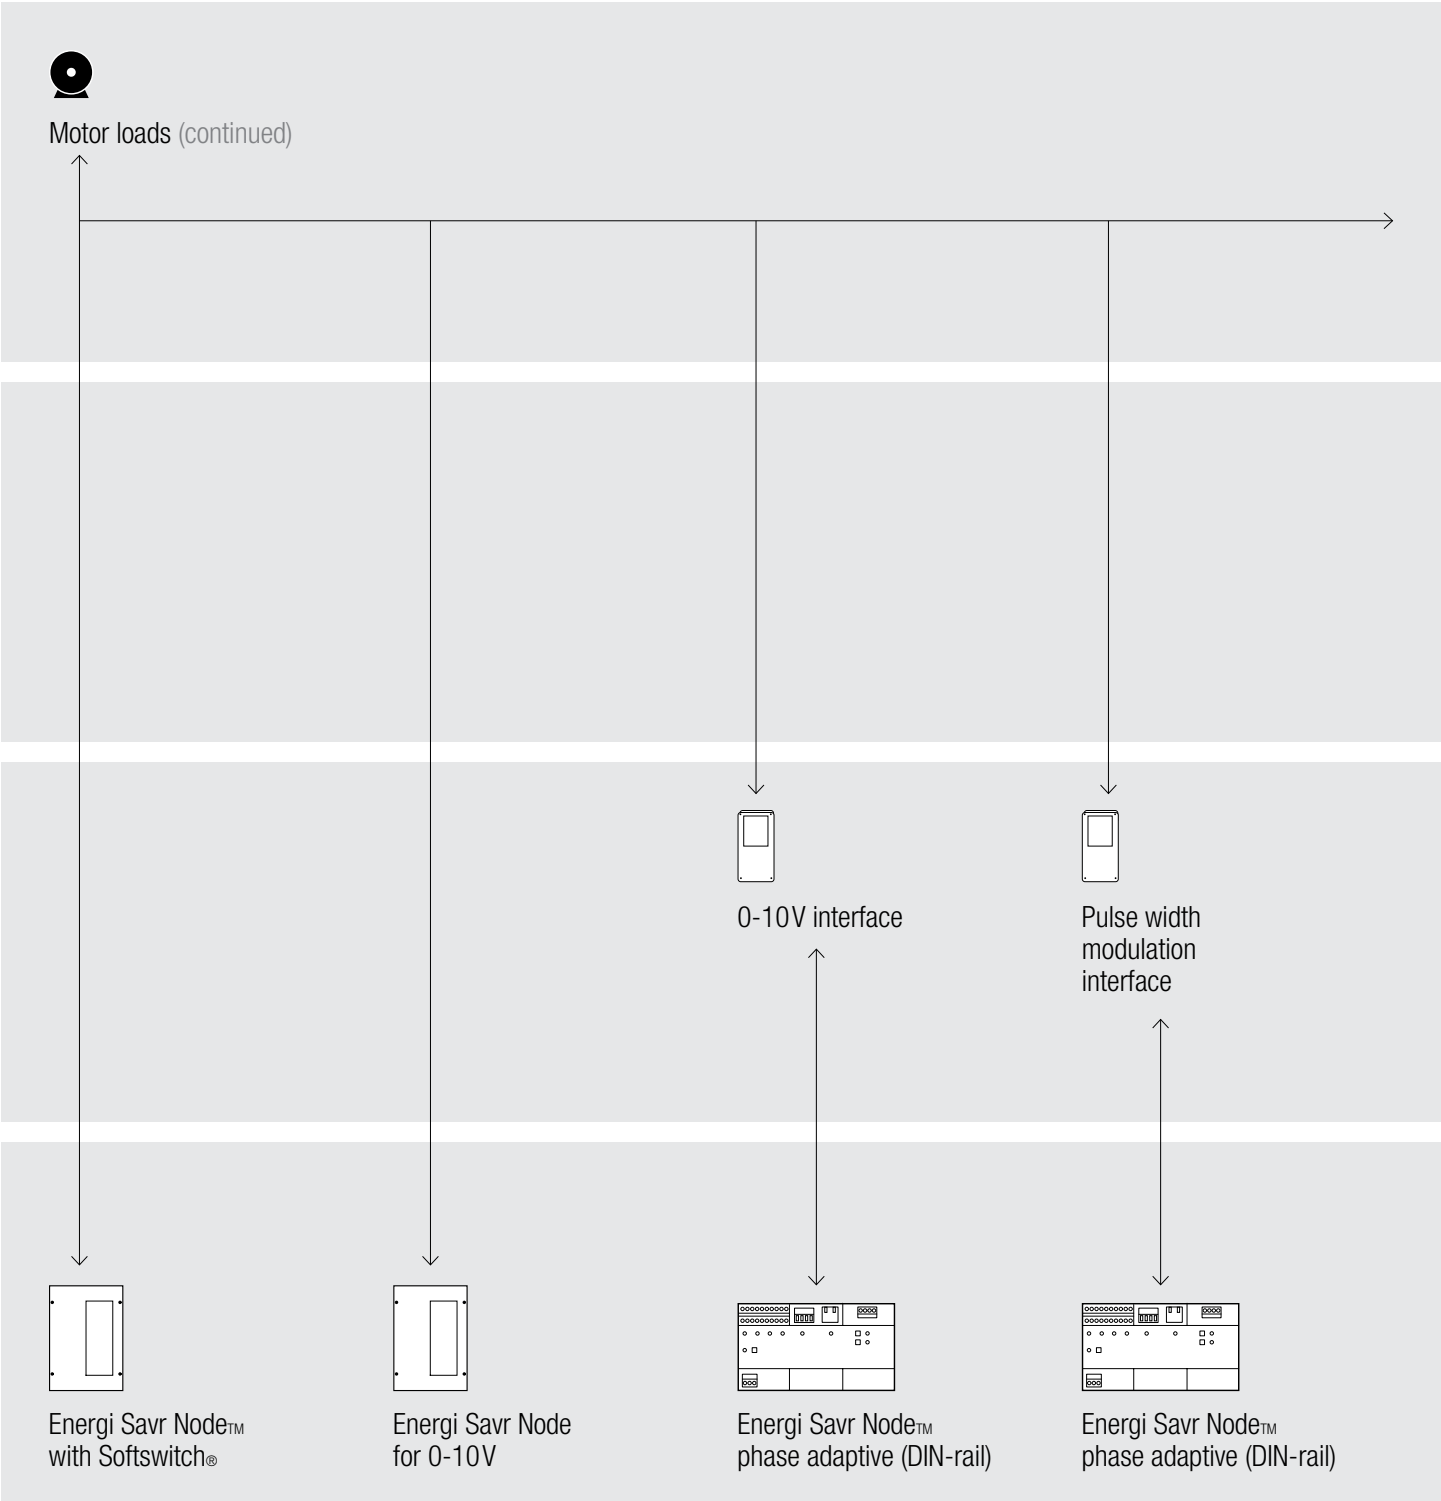 Motor loads (continued)
0-10V interface
Pulse width
modulation
interface
Energi Savr Node™
with Softswitch®
Energi Savr Node
for 0-10V
Energi Savr Node™
phase adaptive (DIN-rail)
Energi Savr Node™
phase adaptive (DIN-rail)